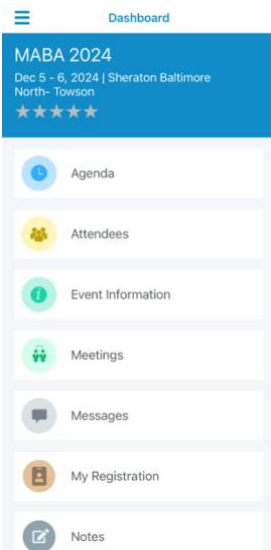 Dashboard
MABA 2024
Dec 5 - 6, 2024 | Sheraton Baltimore
North- Towson
Agenda
Attendees
Event Information
Meetings
Messages
My Registration
Notes